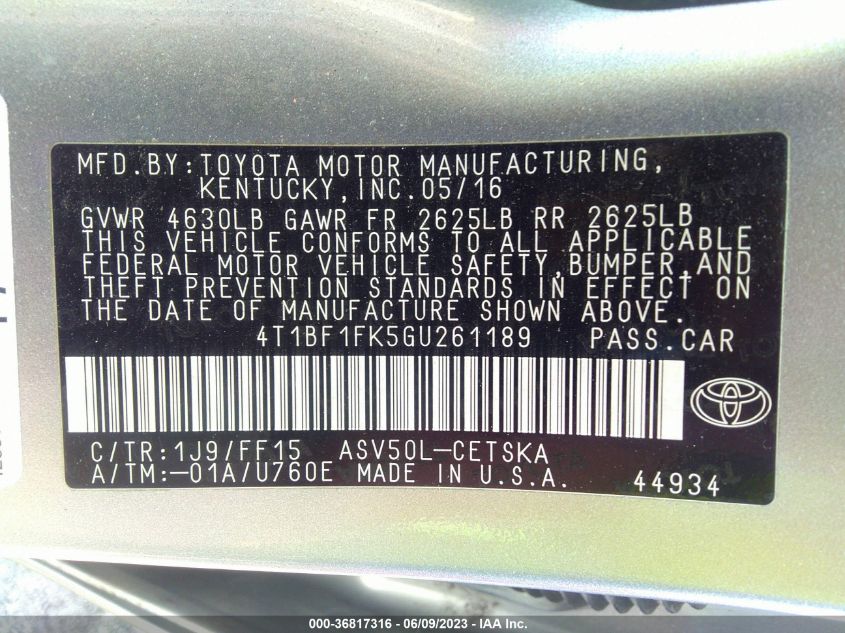 MFD.BY:TOYOTA MOTOR MANUFACTURING,
KENTUCKY,INC.05/16
GVWR 4630LB GAWR FR 2625LB RR 2625LB
THIS VEHICLE CONFORMS TO ALL APPLICABLE
FEDERAL MOTOR VEHICLE SAFETY,BUMPER,AND
THEFT PREVENTION STANDARDS IN EFFECT ON
THE DATE OF MANUFACTURE SHOWN ABOVE.
4T1BF1FK5GU261189 PASS.CAR
C/TR:1J9/FF15 ASV50L-CETSKA
A/TM:-01A/U760E MADE IN U.S.A. 44934
000-36817316 - 06/09/2023 - IAA Inc.